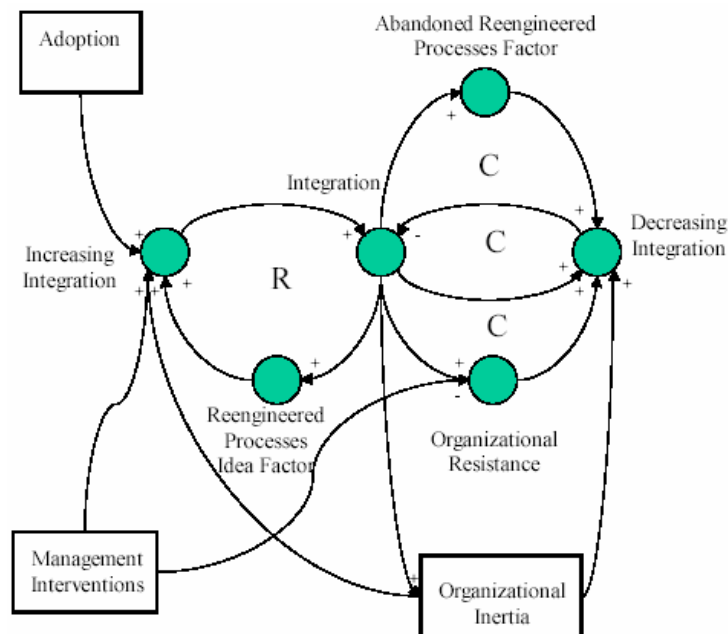 Adoption
Abandoned Reengineered
Processes Factor
+
C
Integration
+
+
+
-
C
Decreasing
Integration
Increasing
Integration
+
+
+
+
+
+
+
R
C
+
+
-
Reengineered
Processes
Idea Factor
Organizational
Resistance
Management
Interventions
+
Organizational
Inertia